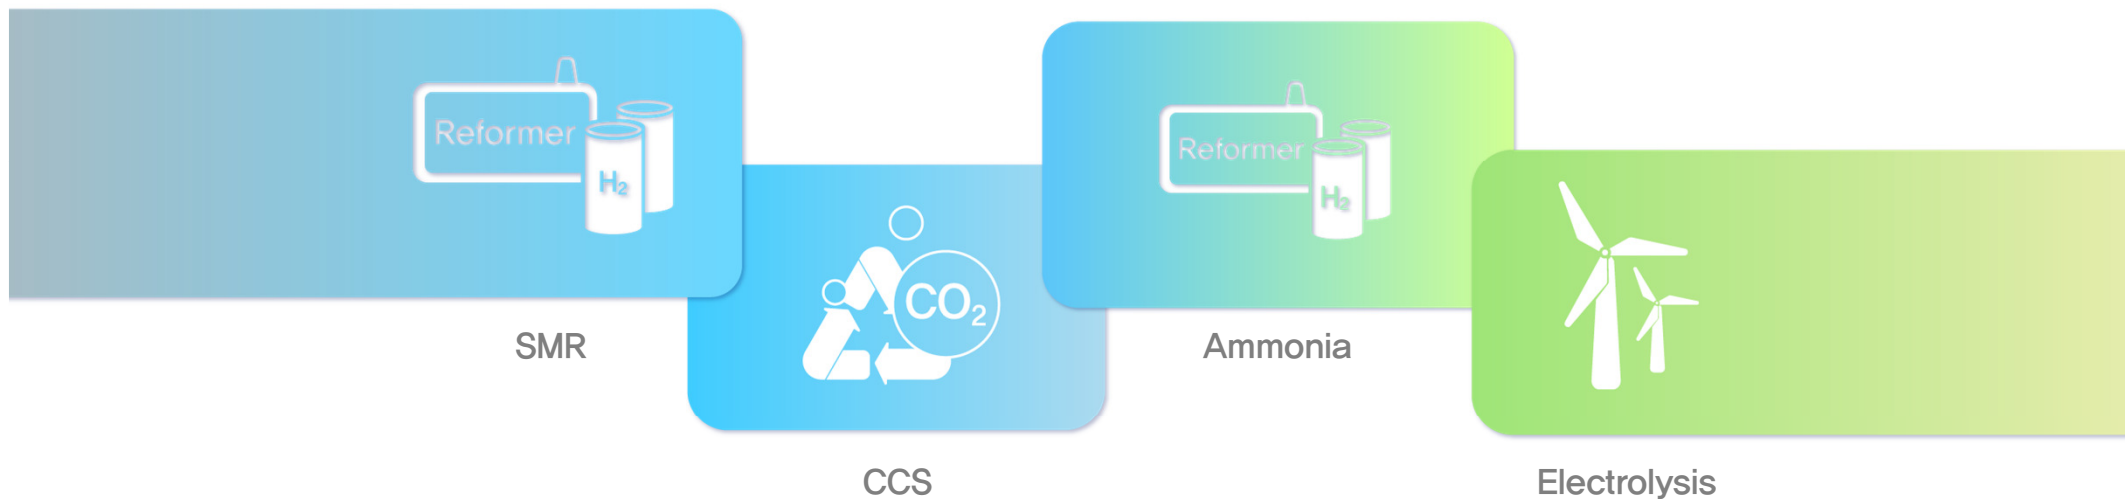 Reformer
H₂
SMR
CO₂
CCS
Reformer
H₂
Ammonia
Electrolysis